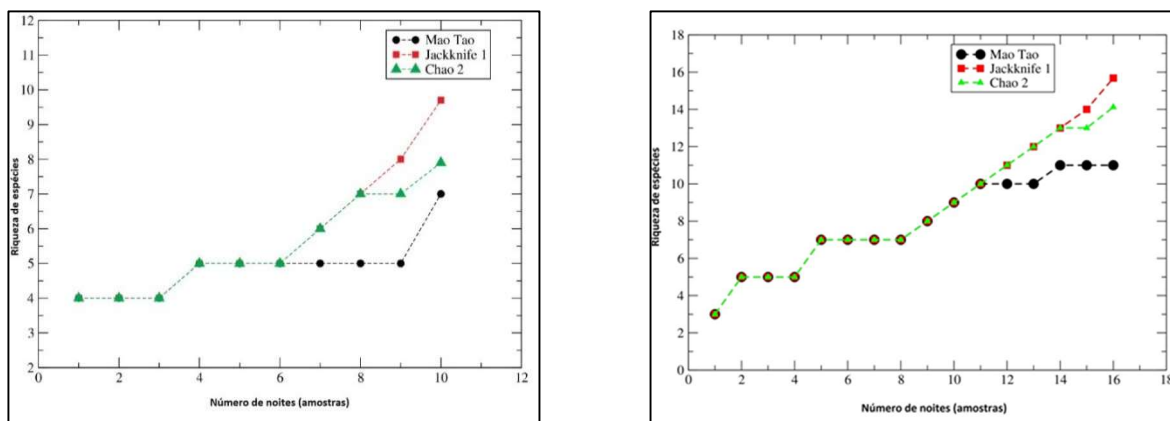 12
11
10
9
8
7
6
5
4
3
2
Riqueza de espécies
Mao Tao
Jackknife 1
Chao 2
0 2 4 6 8 10 12
Número de noites (amostras)
18
16
14
12
10
8
6
4
2
0
Riqueza de espécies
Mao Tao
Jackknife 1
Chao 2
0 2 4 6 8 10 12 14 16 18
Número de noites (amostras)